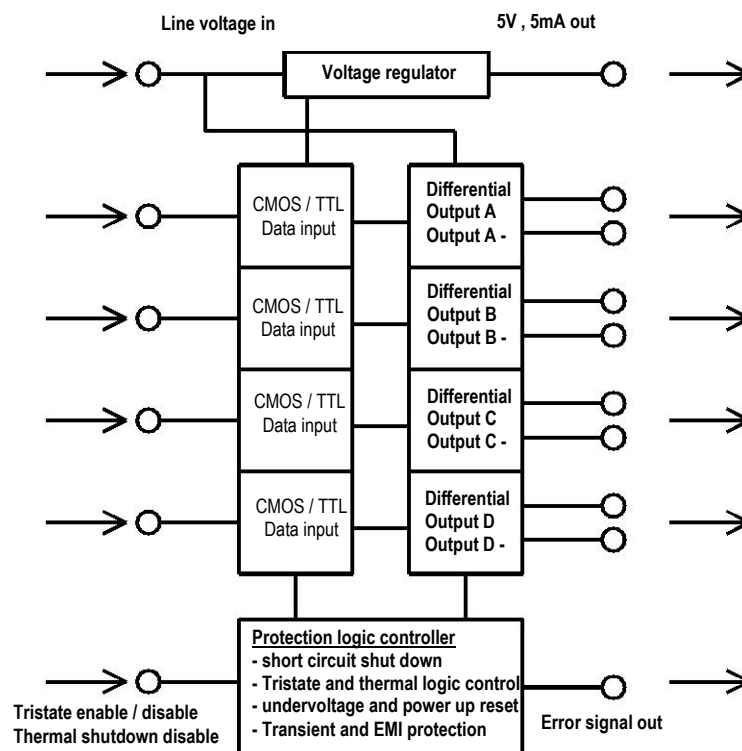 Line voltage in
5V , 5mA out
Voltage regulator
CMOS / TTL
Data input
Differential
Output A
Output A -
CMOS / TTL
Data input
Differential
Output B
Output B -
CMOS / TTL
Data input
Differential
Output C
Output C -
CMOS / TTL
Data input
Differential
Output D
Output D -
Protection logic controller
- short circuit shut down
- Tristate and thermal logic control
- undervoltage and power up reset
- Transient and EMI protection
Tristate enable / disable
Thermal shutdown disable
Error signal out